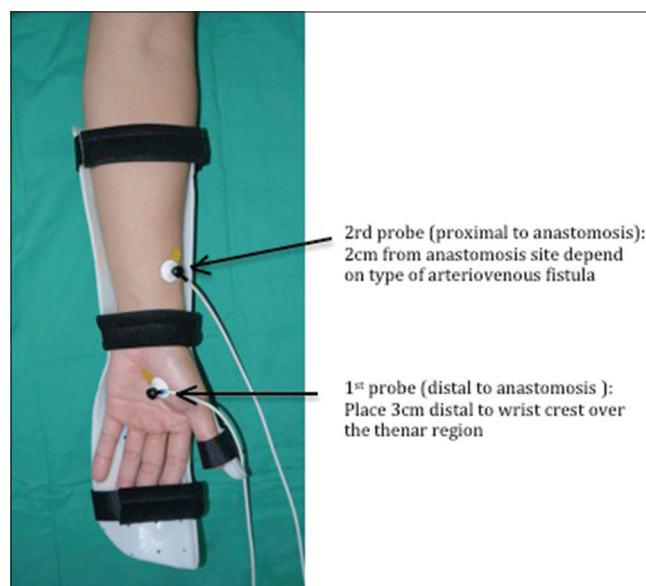 2rd probe (proximal to anastomosis):
2cm from anastomosis site depend
on type of arteriovenous fistula
1st probe (distal to anastomosis ):
Place 3cm distal to wrist crest over
the thenar region